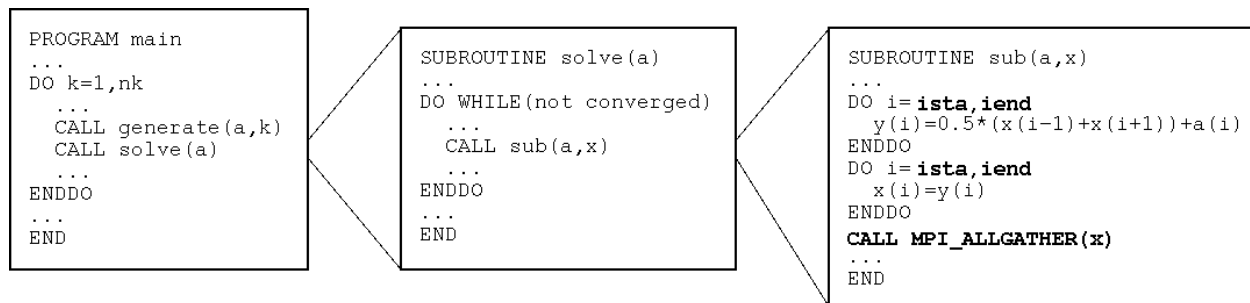 PROGRAM main
...
DO k=1,nk
...
CALL generate(a,k)
CALL solve(a)
...
ENDDO
...
END
SUBROUTINE solve(a)
...
DO WHILE(not converged)
...
CALL sub(a,x)
...
ENDDO
...
END
SUBROUTINE sub(a,x)
...
DO i=ista,iend
y(i)=0.5*(x(i-1)+x(i+1))+a(i)
ENDDO
DO i=ista,iend
x(i)=y(i)
ENDDO
CALL MPI_ALLGATHER(x)
...
END